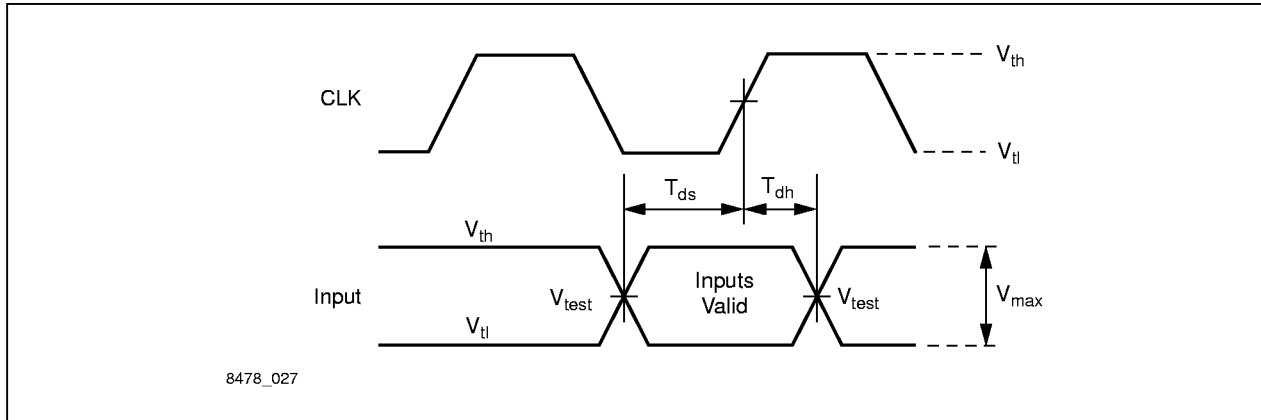 CLK
V_th
V_tl
T_ds
T_dh
V_th
Input
V_test
Inputs
Valid
V_test
V_max
V_tl
8478_027